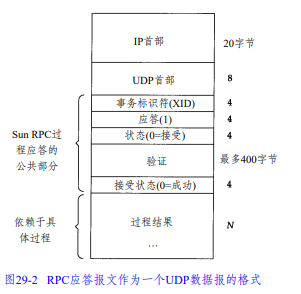 IP首部
20字节
UDP首部
8
事务标识符(XID)
4
应答(1)
4
Sun RPC过
程应答的
公共部分
状态(0=接受)
4
验证
最多400字节
接受状态(0=成功)
4
依赖于具
体过程
过程结果
N
...
图29-2 RPC应答报文作为一个UDP数据报的格式